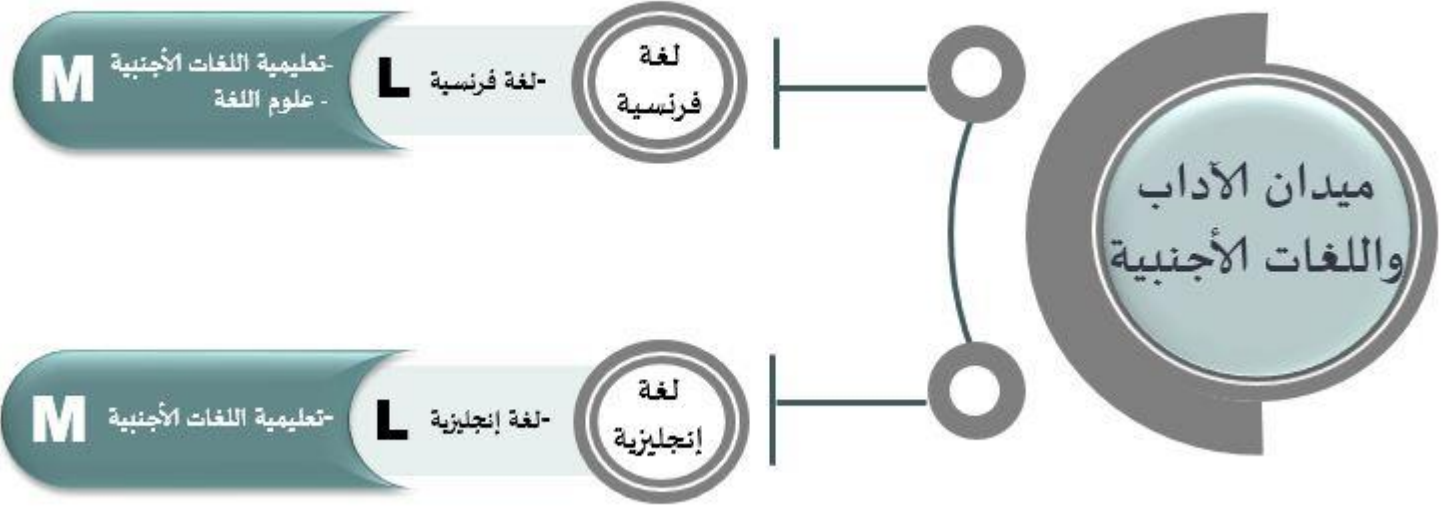 ميدان الآداب
واللغات الأجنبية
لغة
فرنسية
-لغة فرنسية L
-تعليمية اللغات الأجنبية M
- علوم اللغة
لغة
إنجليزية
-لغة إنجليزية L
-تعليمية اللغات الأجنبية M